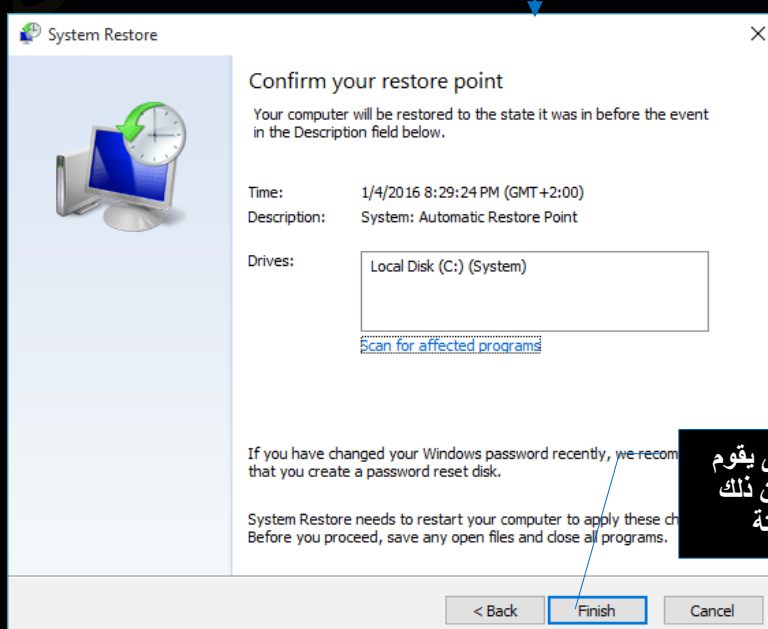 System Restore
Confirm your restore point
Your computer will be restored to the state it was in before the event
in the Description field below.
Time: 1/4/2016 8:29:24 PM (GMT+2:00)
Description: System: Automatic Restore Point
Drives: Local Disk (C:) (System)
Scan for affected programs
If you have changed your Windows password recently, we recom
that you create a password reset disk.
يقوم
ذلك
System Restore needs to restart your computer to apply these ch
Before you proceed, save any open files and close all programs.
< Back Finish Cancel